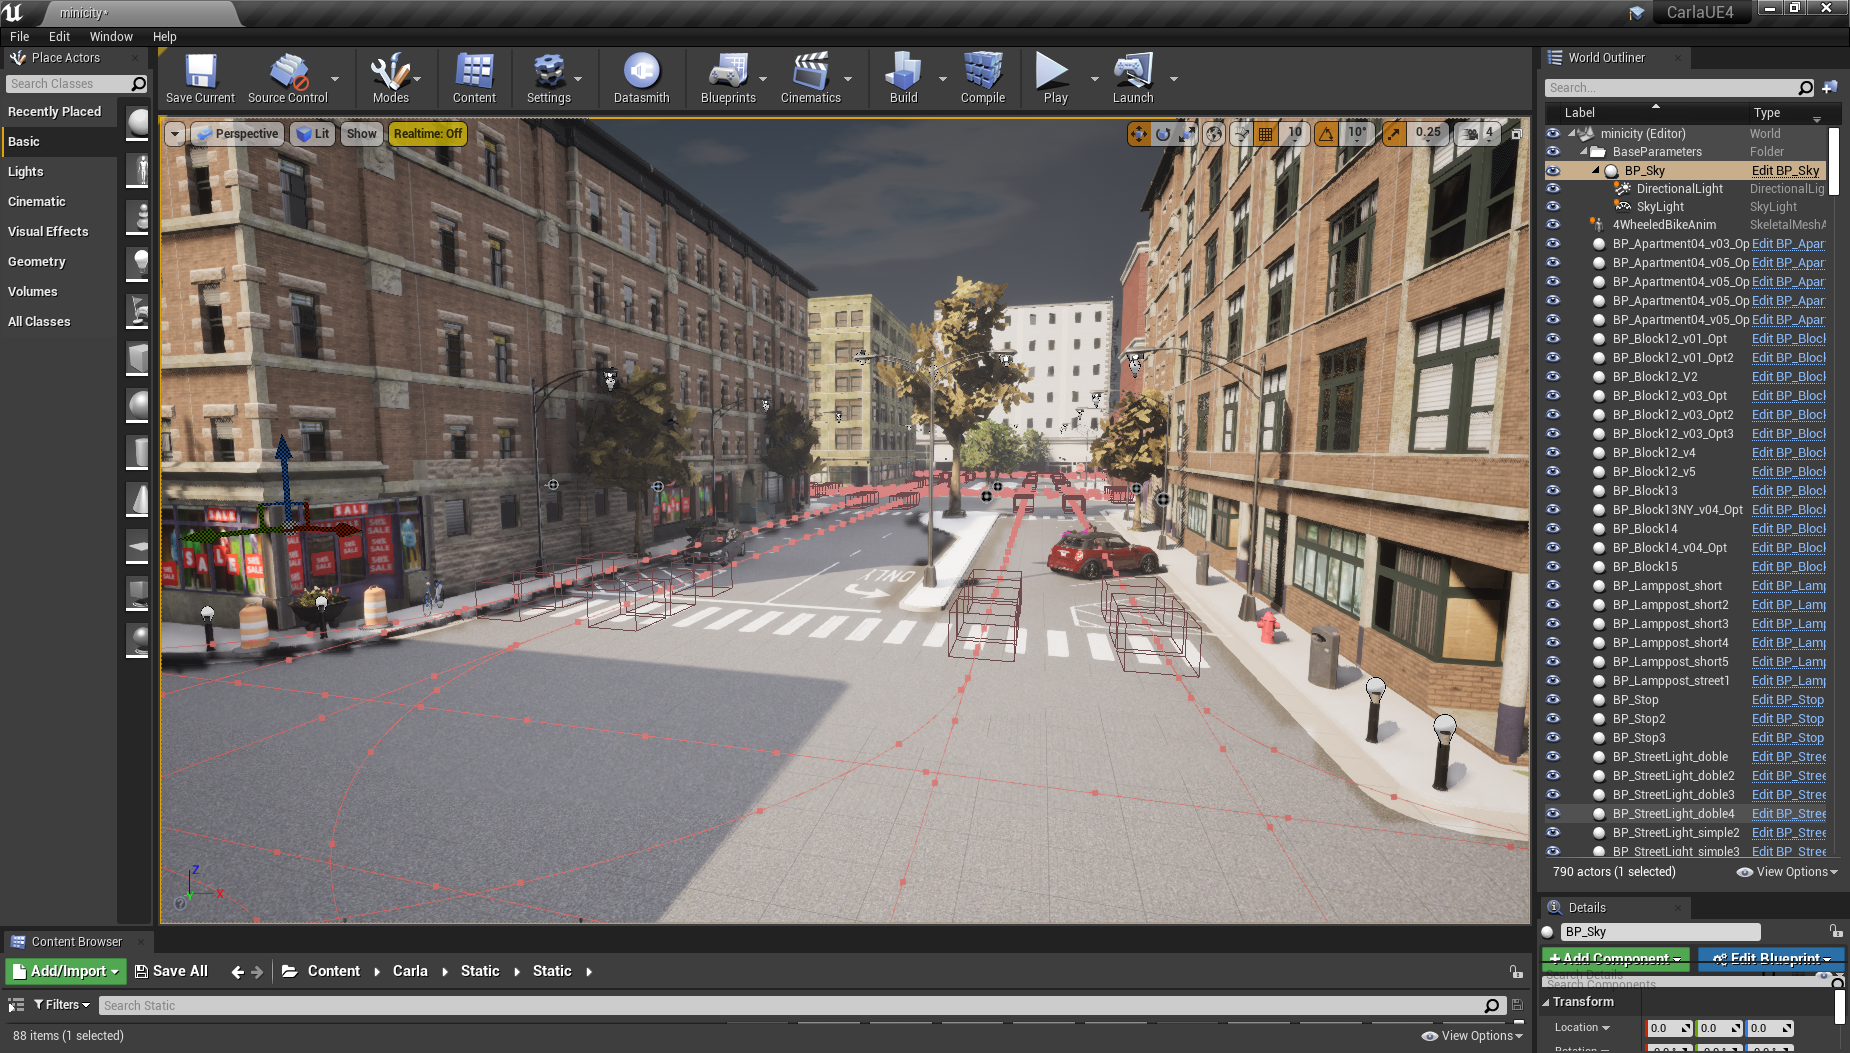 minicity*
CarlaUE4
File Edit Window Help
Place Actors
Search Classes
Recently Placed
Basic
Lights
Cinematic
Visual Effects
Geometry
Volumes
All Classes
Save Current Source Control Modes Content Settings Datasmith Blueprints Cinematics Build Compile Play Launch
Perspective Lit Show Realtime: Off
10 10° 0.25 4
SALE
SALE
SALE
ONLY
Z
X
Y
World Outliner
Search...
Label Type
minicity (Editor) World
BaseParameters Folder
BP_Sky Edit BP_Sky
DirectionalLight DirectionalLig
SkyLight SkyLight
4WheeledBikeAnim SkeletalMeshA
BP_Apartment04_v03_Op Edit BP_Apar
BP_Apartment04_v05_Op Edit BP_Apar
BP_Apartment04_v05_Op Edit BP_Apar
BP_Apartment04_v05_Op Edit BP_Apar
BP_Apartment04_v05_Op Edit BP_Apar
BP_Block12_v01_Opt Edit BP_Block
BP_Block12_v01_Opt2 Edit BP_Block
BP_Block12_V2 Edit BP_Block
BP_Block12_v03_Opt Edit BP_Block
BP_Block12_v03_Opt2 Edit BP_Block
BP_Block12_v03_Opt3 Edit BP_Block
BP_Block12_v4 Edit BP_Block
BP_Block12_v5 Edit BP_Block
BP_Block13 Edit BP_Block
BP_Block13NY_v04_Opt Edit BP_Block
BP_Block14 Edit BP_Block
BP_Block14_v04_Opt Edit BP_Block
BP_Block15 Edit BP_Block
BP_Lamppost_short Edit BP_Lamp
BP_Lamppost_short2 Edit BP_Lamp
BP_Lamppost_short3 Edit BP_Lamp
BP_Lamppost_short4 Edit BP_Lamp
BP_Lamppost_short5 Edit BP_Lamp
BP_Lamppost_street1 Edit BP_Lamp
BP_Stop Edit BP_Stop
BP_Stop2 Edit BP_Stop
BP_Stop3 Edit BP_Stop
BP_StreetLight_doble Edit BP_Stree
BP_StreetLight_doble2 Edit BP_Stree
BP_StreetLight_doble3 Edit BP_Stree
BP_StreetLight_doble4 Edit BP_Stree
BP_StreetLight_simple2 Edit BP_Stree
BP_StreetLight_simple3 Edit BP_Stree
790 actors (1 selected) View Options
Details
BP_Sky
+ Add Component Edit Blueprint
Search Details
Search Components
Transform
Location 0.0 0.0 0.0
Content Browser
Add/Import Save All Content Carla Static Static
Filters Search Static
88 items (1 selected) View Options